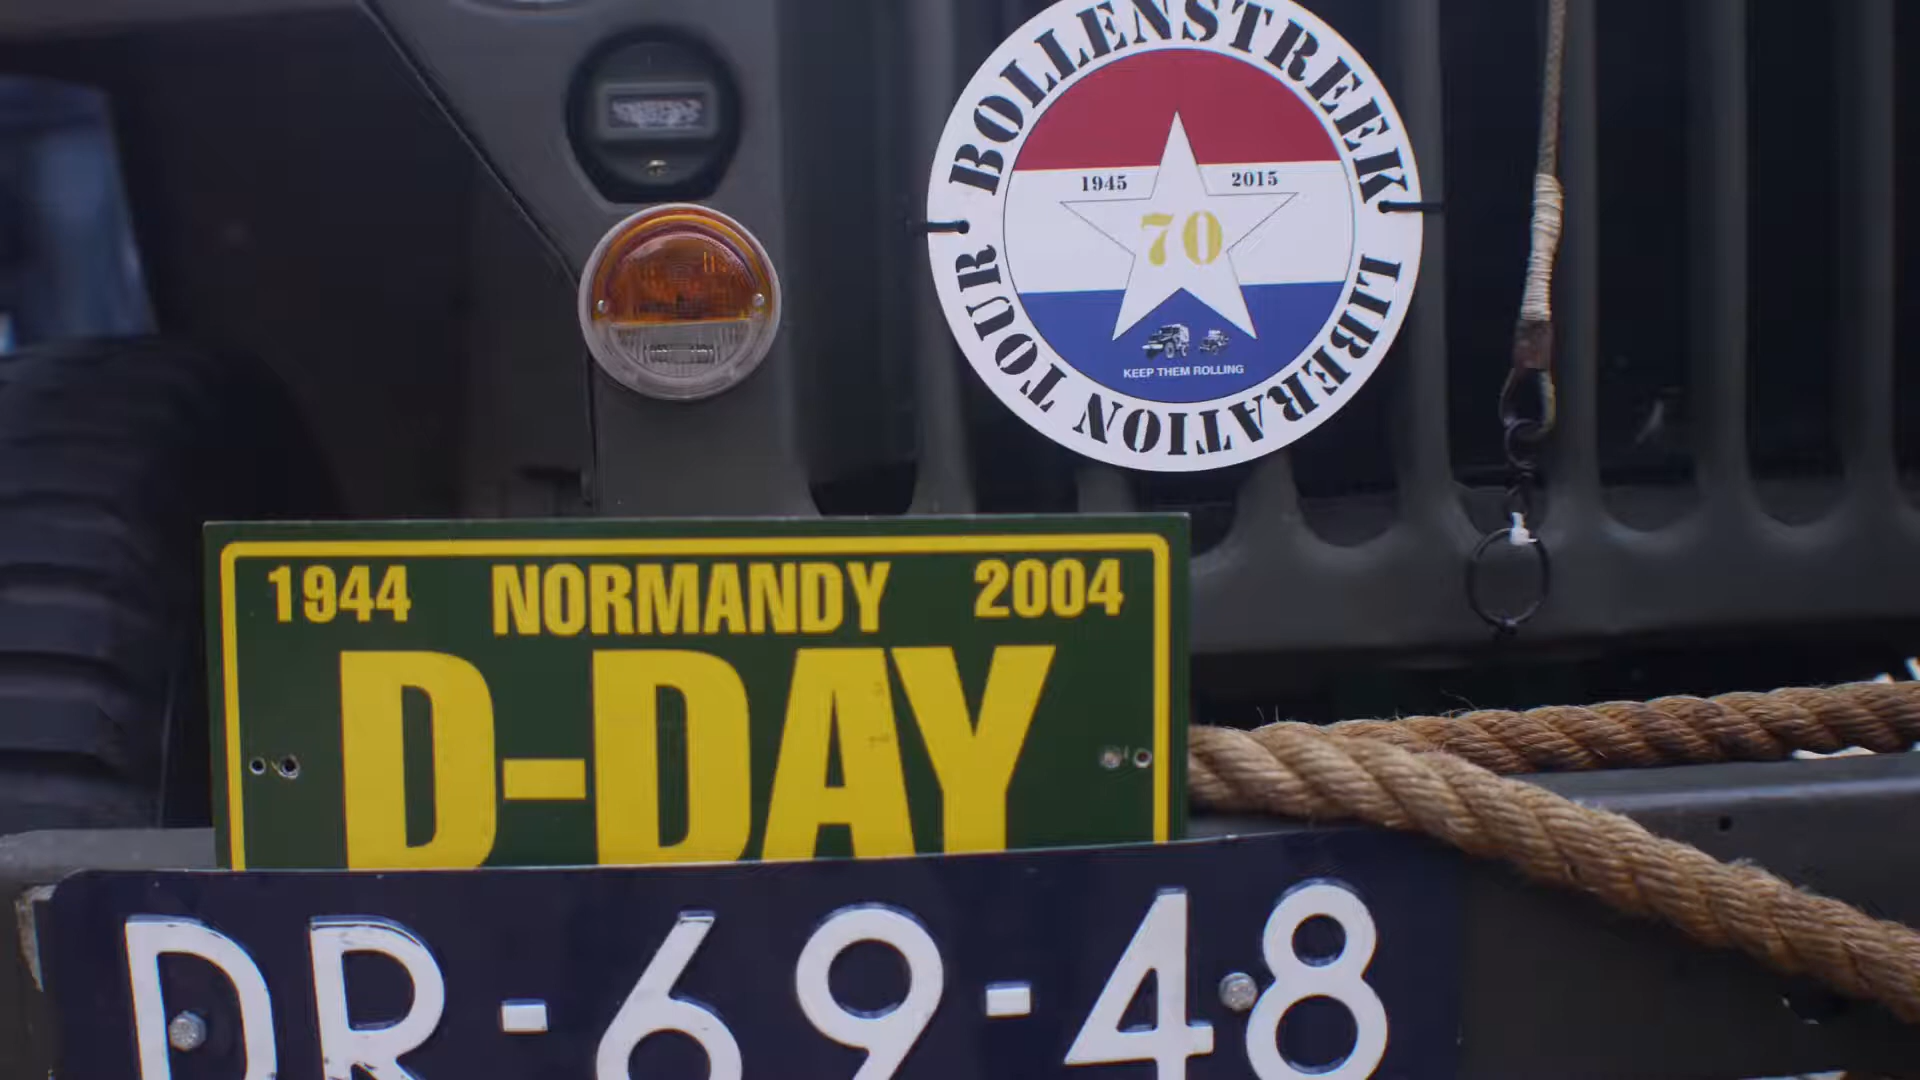 BOLLENSTREEK LIBERATION TOUR
1945 2015
70
KEEP THEM ROLLING
1944 NORMANDY 2004
D-DAY
DR-69-48